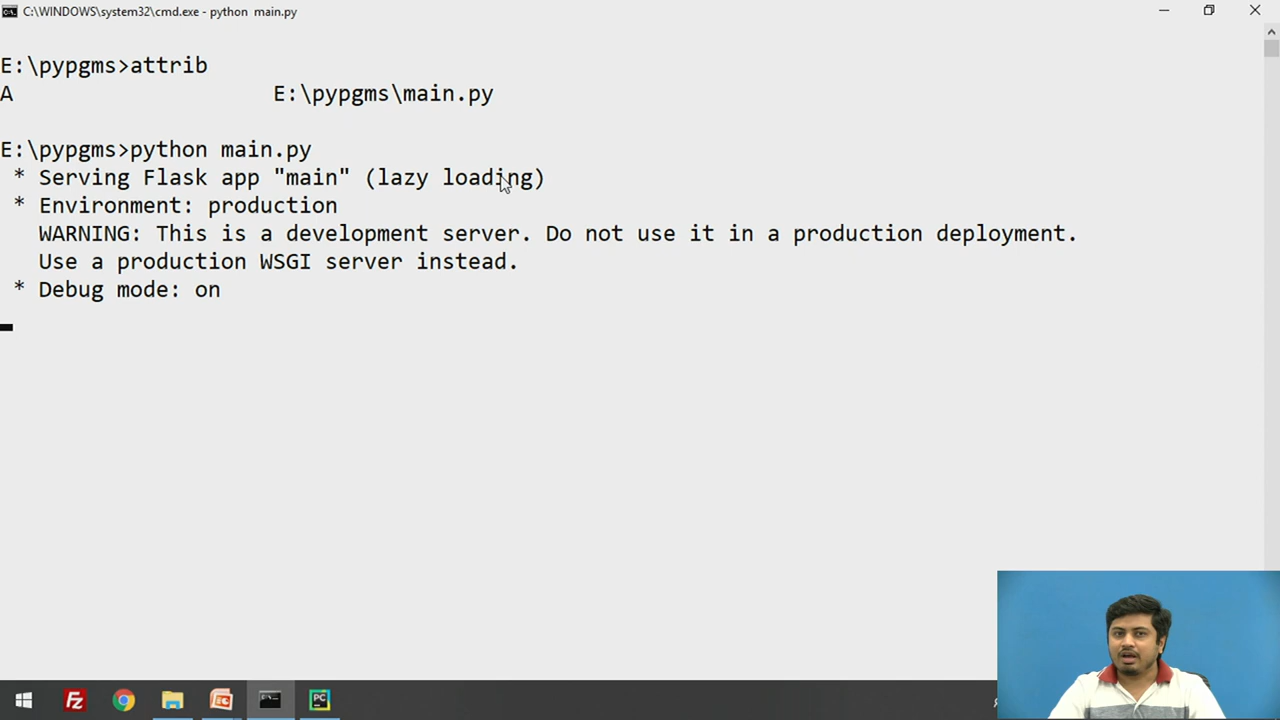 C:\WINDOWS\system32\cmd.exe - python  main.py
E:\pypgms>attrib
A                    E:\pypgms\main.py
E:\pypgms>python main.py
 * Serving Flask app "main" (lazy loading)
 * Environment: production
   WARNING: This is a development server. Do not use it in a production deployment.
   Use a production WSGI server instead.
 * Debug mode: on
Fz
PC